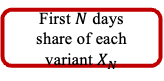 First N days
share of each
variant X_N